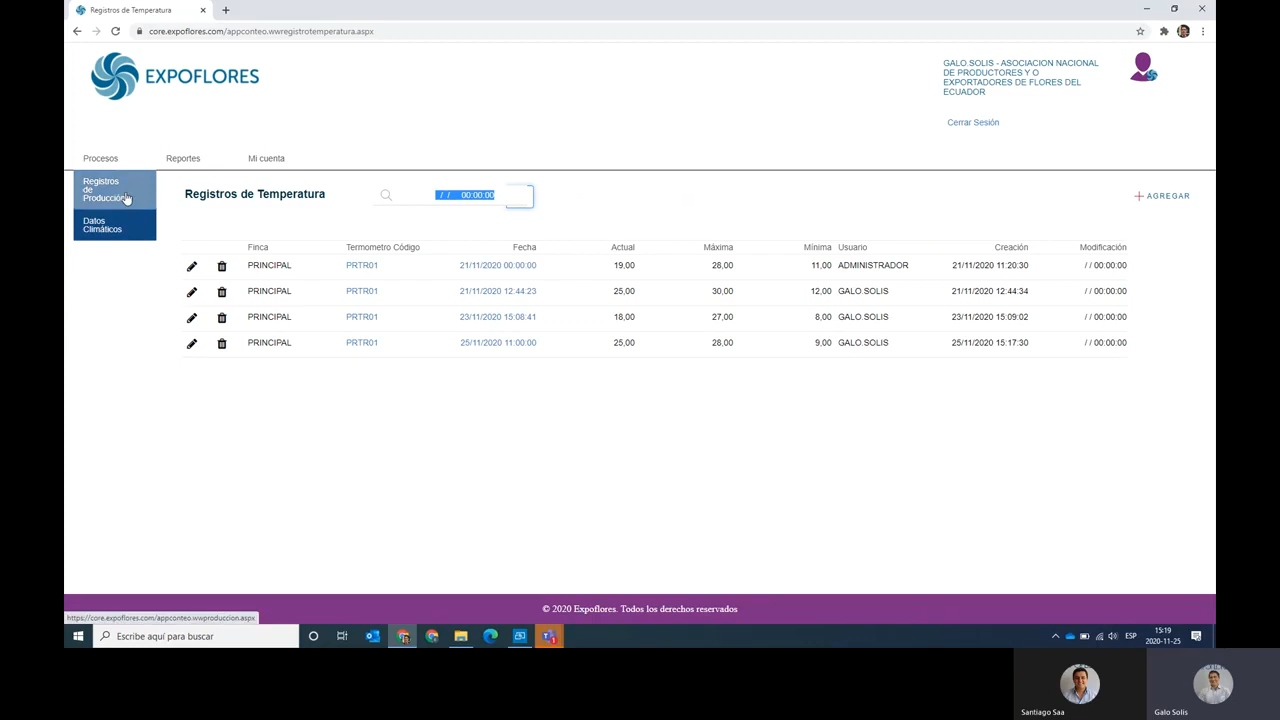 Registros de Temperatura
core.expoflores.com/appconteo.wwregistrotemperatura.aspx
EXPOFLORES
GALO.SOLIS - ASOCIACION NACIONAL
DE PRODUCTORES Y O
EXPORTADORES DE FLORES DEL
ECUADOR
Cerrar Sesión
Procesos Reportes Mi cuenta
Registros
de
Producción
Datos
Climáticos
Registros de Temperatura
/ / 00:00:00
AGREGAR
Finca Termometro Código Fecha Actual Máxima Mínima Usuario Creación Modificación
PRINCIPAL PRTR01 21/11/2020 00:00:00 19,00 28,00 11,00 ADMINISTRADOR 21/11/2020 11:20:30 / / 00:00:00
PRINCIPAL PRTR01 21/11/2020 12:44:23 25,00 30,00 12,00 GALO.SOLIS 21/11/2020 12:44:34 / / 00:00:00
PRINCIPAL PRTR01 23/11/2020 15:08:41 18,00 27,00 8,00 GALO.SOLIS 23/11/2020 15:09:02 / / 00:00:00
PRINCIPAL PRTR01 25/11/2020 11:00:00 25,00 28,00 9,00 GALO.SOLIS 25/11/2020 15:17:30 / / 00:00:00
© 2020 Expoflores. Todos los derechos reservados
https://core.expoflores.com/appconteo.wwproduccion.aspx
Escribe aquí para buscar
ESP
15:19
2020-11-25
Santiago Saa
Galo Solis